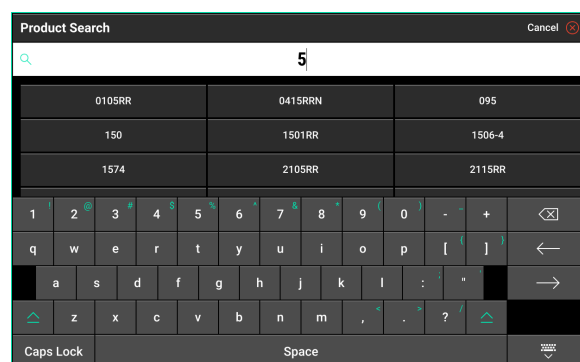 Product Search Cancel
5
0105RR 0415RRN 095
150 1501RR 1506-4
1574 2105RR 2115RR
1 ! 2 @ 3 # 4 $ 5 % 6 ^ 7 & 8 * 9 ( 0 ) - _ +
q w e r t y u i o p [ { ] }
a s d f g h j k l : ; " '
z x c v b n m , < . > ? /
Caps Lock Space